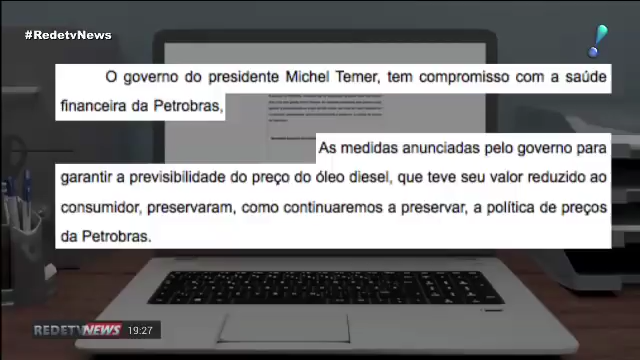 #RedetvNews
O governo do presidente Michel Temer, tem compromisso com a saúde
financeira da Petrobras,
As medidas anunciadas pelo governo para
garantir a previsibilidade do preço do óleo diesel, que teve seu valor reduzido ao
consumidor, preservaram, como continuaremos a preservar, a política de preços
da Petrobras.
REDETVNEWS 19:27